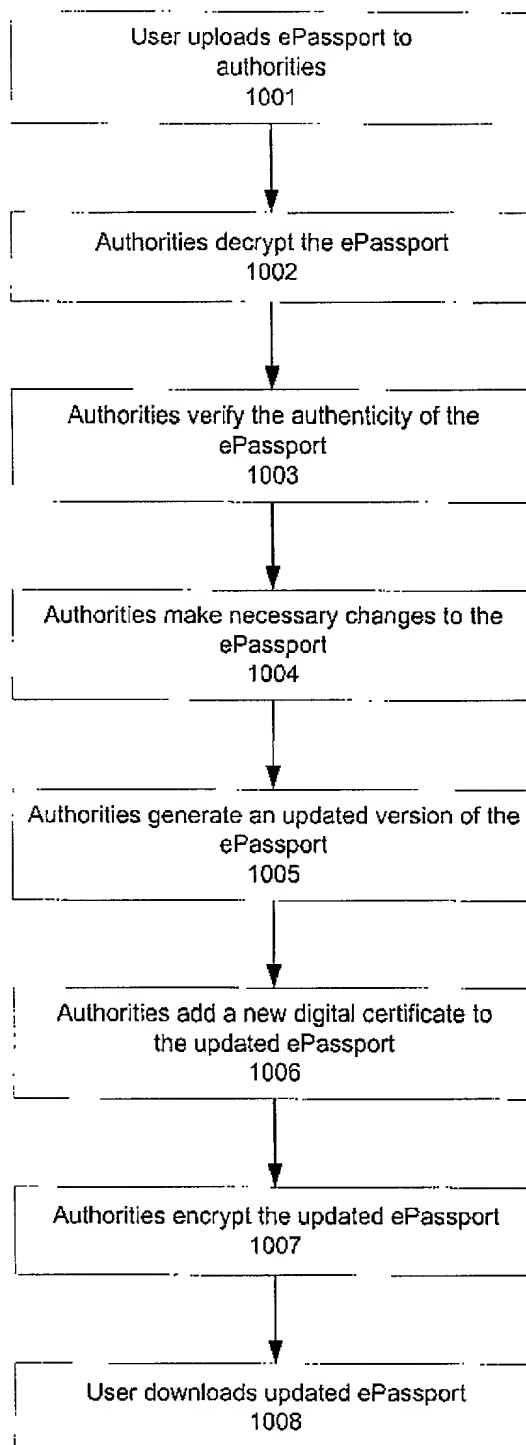 User uploads ePassport to
authorities
1001
Authorities decrypt the ePassport
1002
Authorities verify the authenticity of the
ePassport
1003
Authorities make necessary changes to the
ePassport
1004
Authorities generate an updated version of the
ePassport
1005
Authorities add a new digital certificate to
the updated ePassport
1006
Authorities encrypt the updated ePassport
1007
User downloads updated ePassport
1008